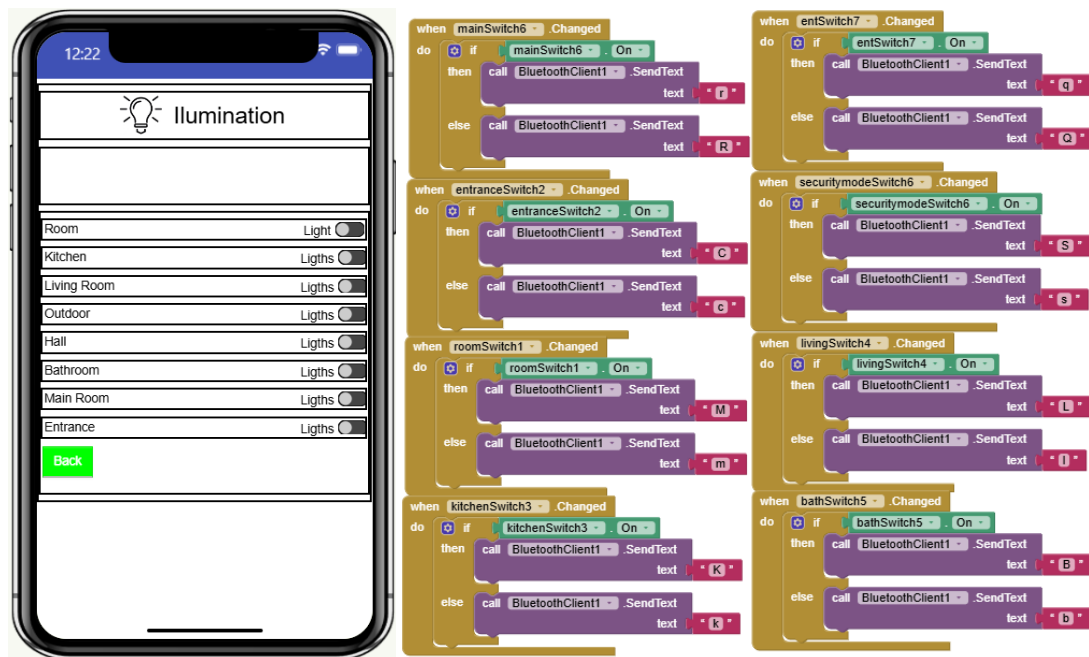 12:22
Ilumination
Room Light
Kitchen Ligths
Living Room Ligths
Outdoor Ligths
Hall Ligths
Bathroom Ligths
Main Room Ligths
Entrance Ligths
Back
when mainSwitch6 .Changed
do if mainSwitch6 . On
then call BluetoothClient1 .SendText
text " r "
else call BluetoothClient1 .SendText
text " R "
when entranceSwitch2 .Changed
do if entranceSwitch2 . On
then call BluetoothClient1 .SendText
text " C "
else call BluetoothClient1 .SendText
text " c "
when roomSwitch1 .Changed
do if roomSwitch1 . On
then call BluetoothClient1 .SendText
text " M "
else call BluetoothClient1 .SendText
text " m "
when kitchenSwitch3 .Changed
do if kitchenSwitch3 . On
then call BluetoothClient1 .SendText
text " K "
else call BluetoothClient1 .SendText
text " k "
when entSwitch7 .Changed
do if entSwitch7 . On
then call BluetoothClient1 .SendText
text " q "
else call BluetoothClient1 .SendText
text " Q "
when securitymodeSwitch6 .Changed
do if securitymodeSwitch6 . On
then call BluetoothClient1 .SendText
text " S "
else call BluetoothClient1 .SendText
text " s "
when livingSwitch4 .Changed
do if livingSwitch4 . On
then call BluetoothClient1 .SendText
text " L "
else call BluetoothClient1 .SendText
text " l "
when bathSwitch5 .Changed
do if bathSwitch5 . On
then call BluetoothClient1 .SendText
text " B "
else call BluetoothClient1 .SendText
text " b "